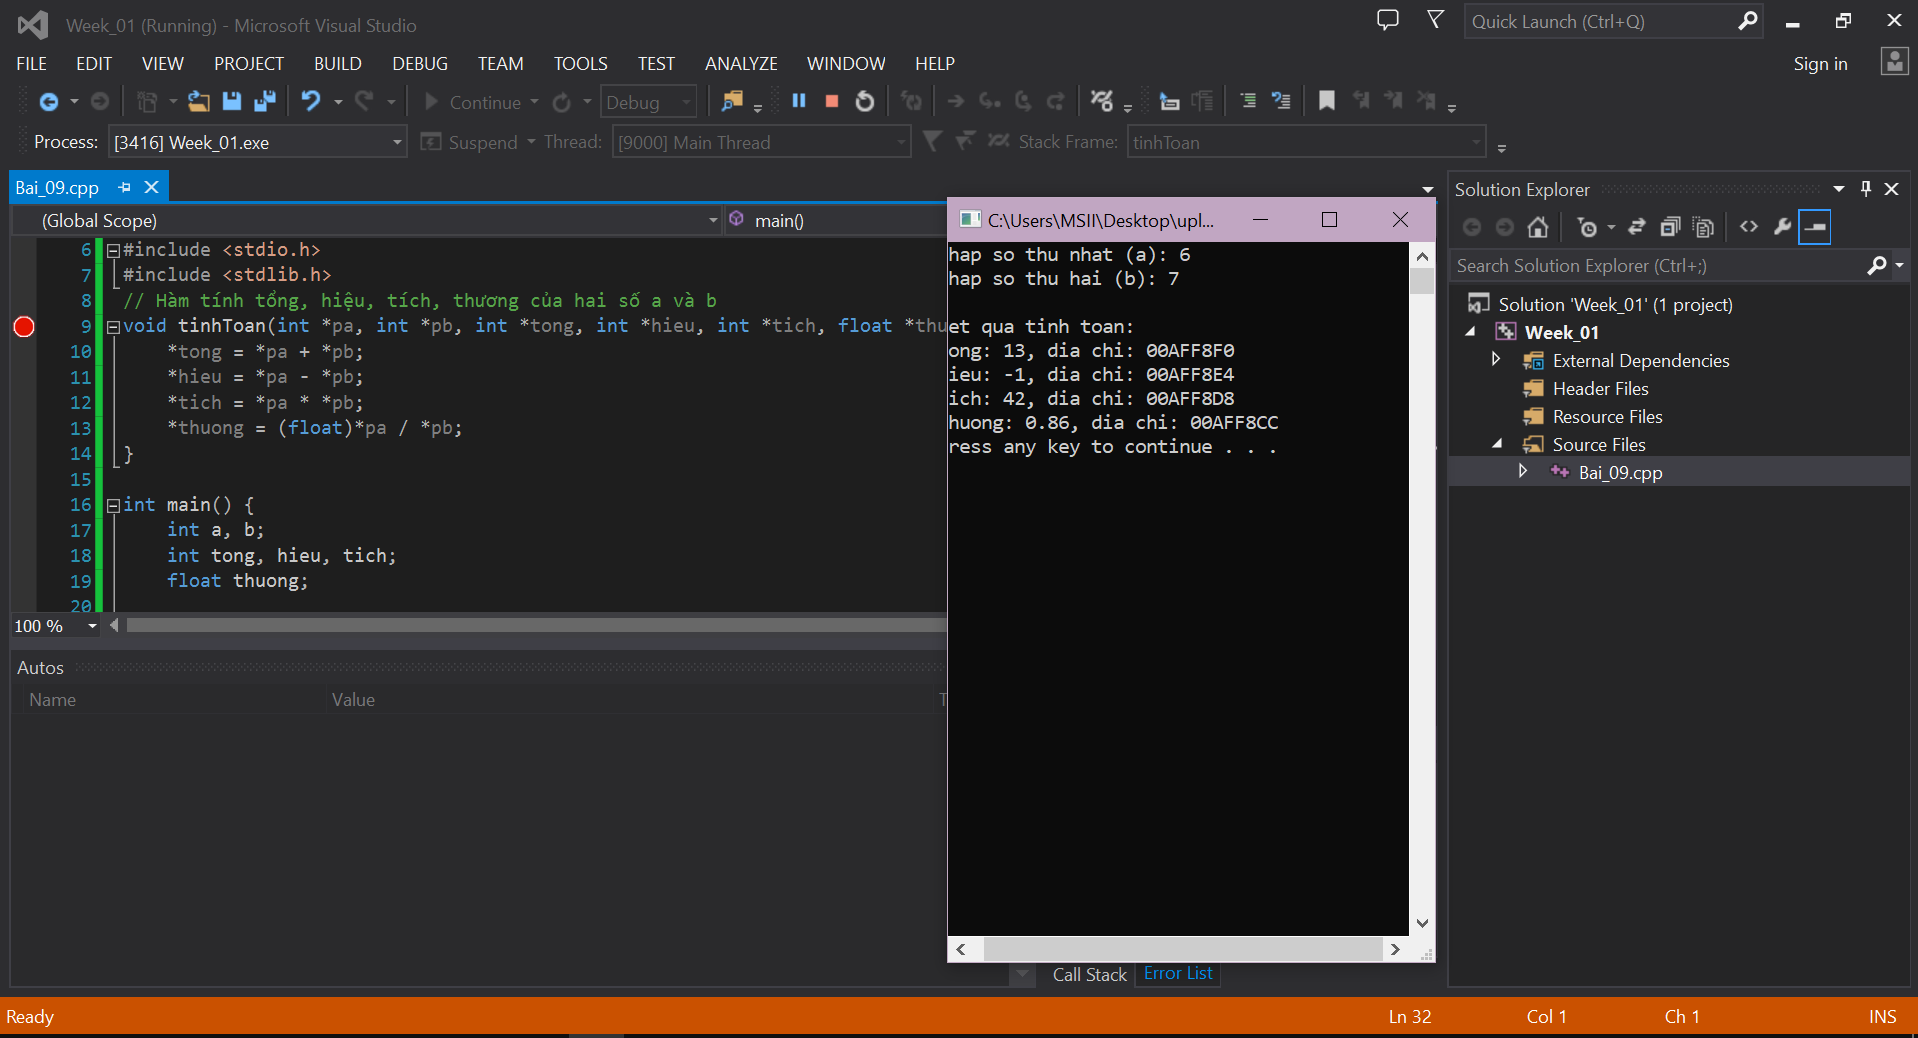 Week_01 (Running) - Microsoft Visual Studio
Quick Launch (Ctrl+Q)
FILE EDIT VIEW PROJECT BUILD DEBUG TEAM TOOLS TEST ANALYZE WINDOW HELP
Sign in
Continue
Debug
Process: [3416] Week_01.exe
Suspend
Thread: [9000] Main Thread
Stack Frame: tinhToan
Bai_09.cpp
(Global Scope)
main()
6 #include <stdio.h>
7 #include <stdlib.h>
8 // Hàm tính tổng, hiệu, tích, thương của hai số a và b
9 void tinhToan(int *pa, int *pb, int *tong, int *hieu, int *tich, float *thu
10 *tong = *pa + *pb;
11 *hieu = *pa - *pb;
12 *tich = *pa * *pb;
13 *thuong = (float)*pa / *pb;
14 }
15
16 int main() {
17 int a, b;
18 int tong, hieu, tich;
19 float thuong;
20
100 %
Autos
Name Value T
C:\Users\MSII\Desktop\upl...
hap so thu nhat (a): 6
hap so thu hai (b): 7
et qua tinh toan:
ong: 13, dia chi: 00AFF8F0
ieu: -1, dia chi: 00AFF8E4
ich: 42, dia chi: 00AFF8D8
huong: 0.86, dia chi: 00AFF8CC
ress any key to continue . . .
Call Stack Error List
Solution Explorer
Search Solution Explorer (Ctrl+;)
Solution 'Week_01' (1 project)
Week_01
External Dependencies
Header Files
Resource Files
Source Files
Bai_09.cpp
Ready Ln 32 Col 1 Ch 1 INS